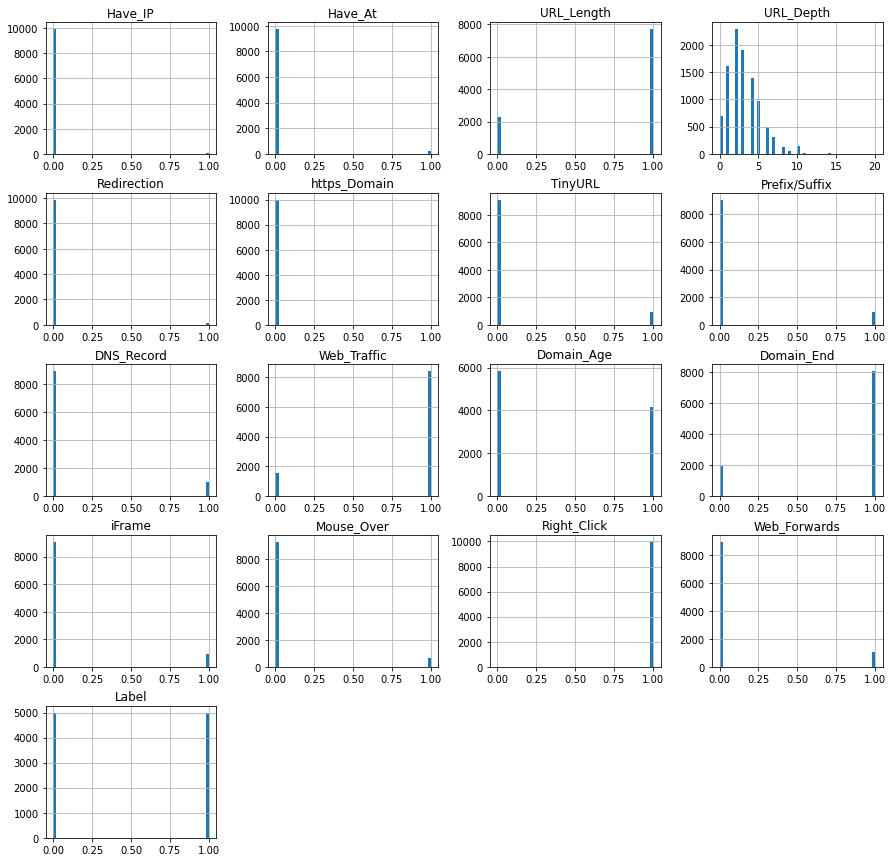 Have_IP
10000
8000
6000
4000
2000
0
0.00 0.25 0.50 0.75 1.00
Have_At
10000
8000
6000
4000
2000
0
0.00 0.25 0.50 0.75 1.00
URL_Length
8000
6000
4000
2000
0
0.00 0.25 0.50 0.75 1.00
URL_Depth
2000
1500
1000
500
0
0 5 10 15 20
Redirection
10000
8000
6000
4000
2000
0
0.00 0.25 0.50 0.75 1.00
https_Domain
10000
8000
6000
4000
2000
0
0.00 0.25 0.50 0.75 1.00
TinyURL
8000
6000
4000
2000
0
0.00 0.25 0.50 0.75 1.00
Prefix/Suffix
8000
6000
4000
2000
0
0.00 0.25 0.50 0.75 1.00
DNS_Record
8000
6000
4000
2000
0
0.00 0.25 0.50 0.75 1.00
Web_Traffic
8000
6000
4000
2000
0
0.00 0.25 0.50 0.75 1.00
Domain_Age
6000
4000
2000
0
0.00 0.25 0.50 0.75 1.00
Domain_End
8000
6000
4000
2000
0
0.00 0.25 0.50 0.75 1.00
iFrame
8000
6000
4000
2000
0
0.00 0.25 0.50 0.75 1.00
Mouse_Over
8000
6000
4000
2000
0
0.00 0.25 0.50 0.75 1.00
Right_Click
10000
8000
6000
4000
2000
0
0.00 0.25 0.50 0.75 1.00
Web_Forwards
8000
6000
4000
2000
0
0.00 0.25 0.50 0.75 1.00
Label
5000
4000
3000
2000
1000
0
0.00 0.25 0.50 0.75 1.00